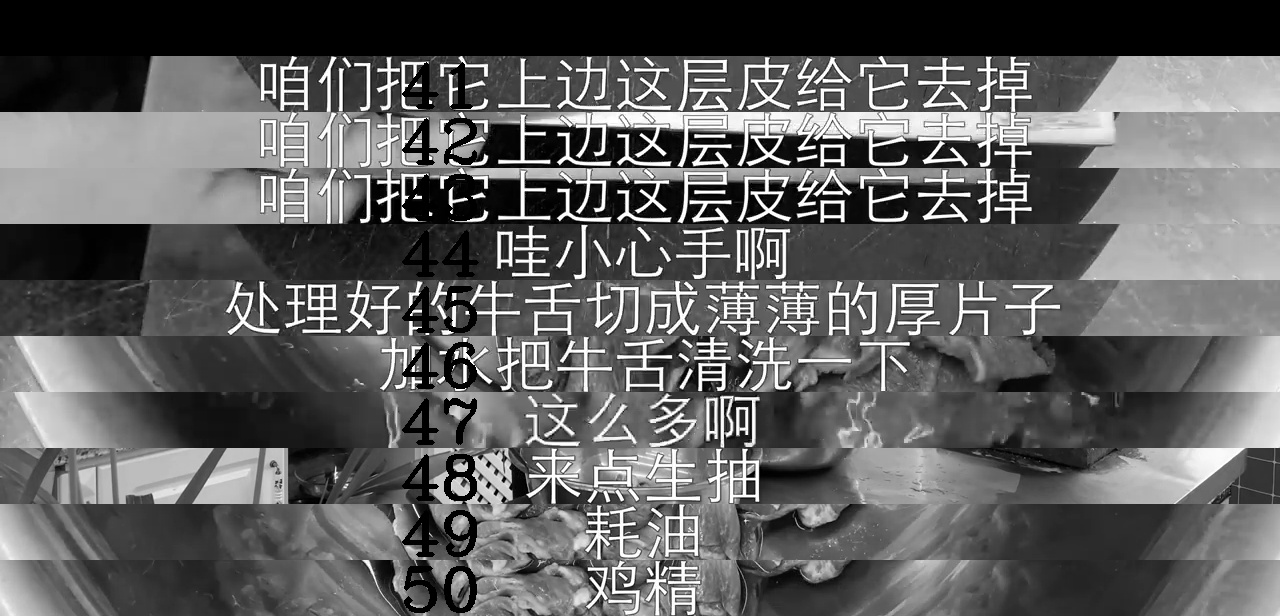 41 咱们把它上边这层皮给它去掉
42 咱们把它上边这层皮给它去掉
43 咱们把它上边这层皮给它去掉
44 哇小心手啊
45 处理好的牛舌切成薄薄的厚片子
46 加水把牛舌清洗一下
47 这么多啊
48 来点生抽
49 耗油
50 鸡精